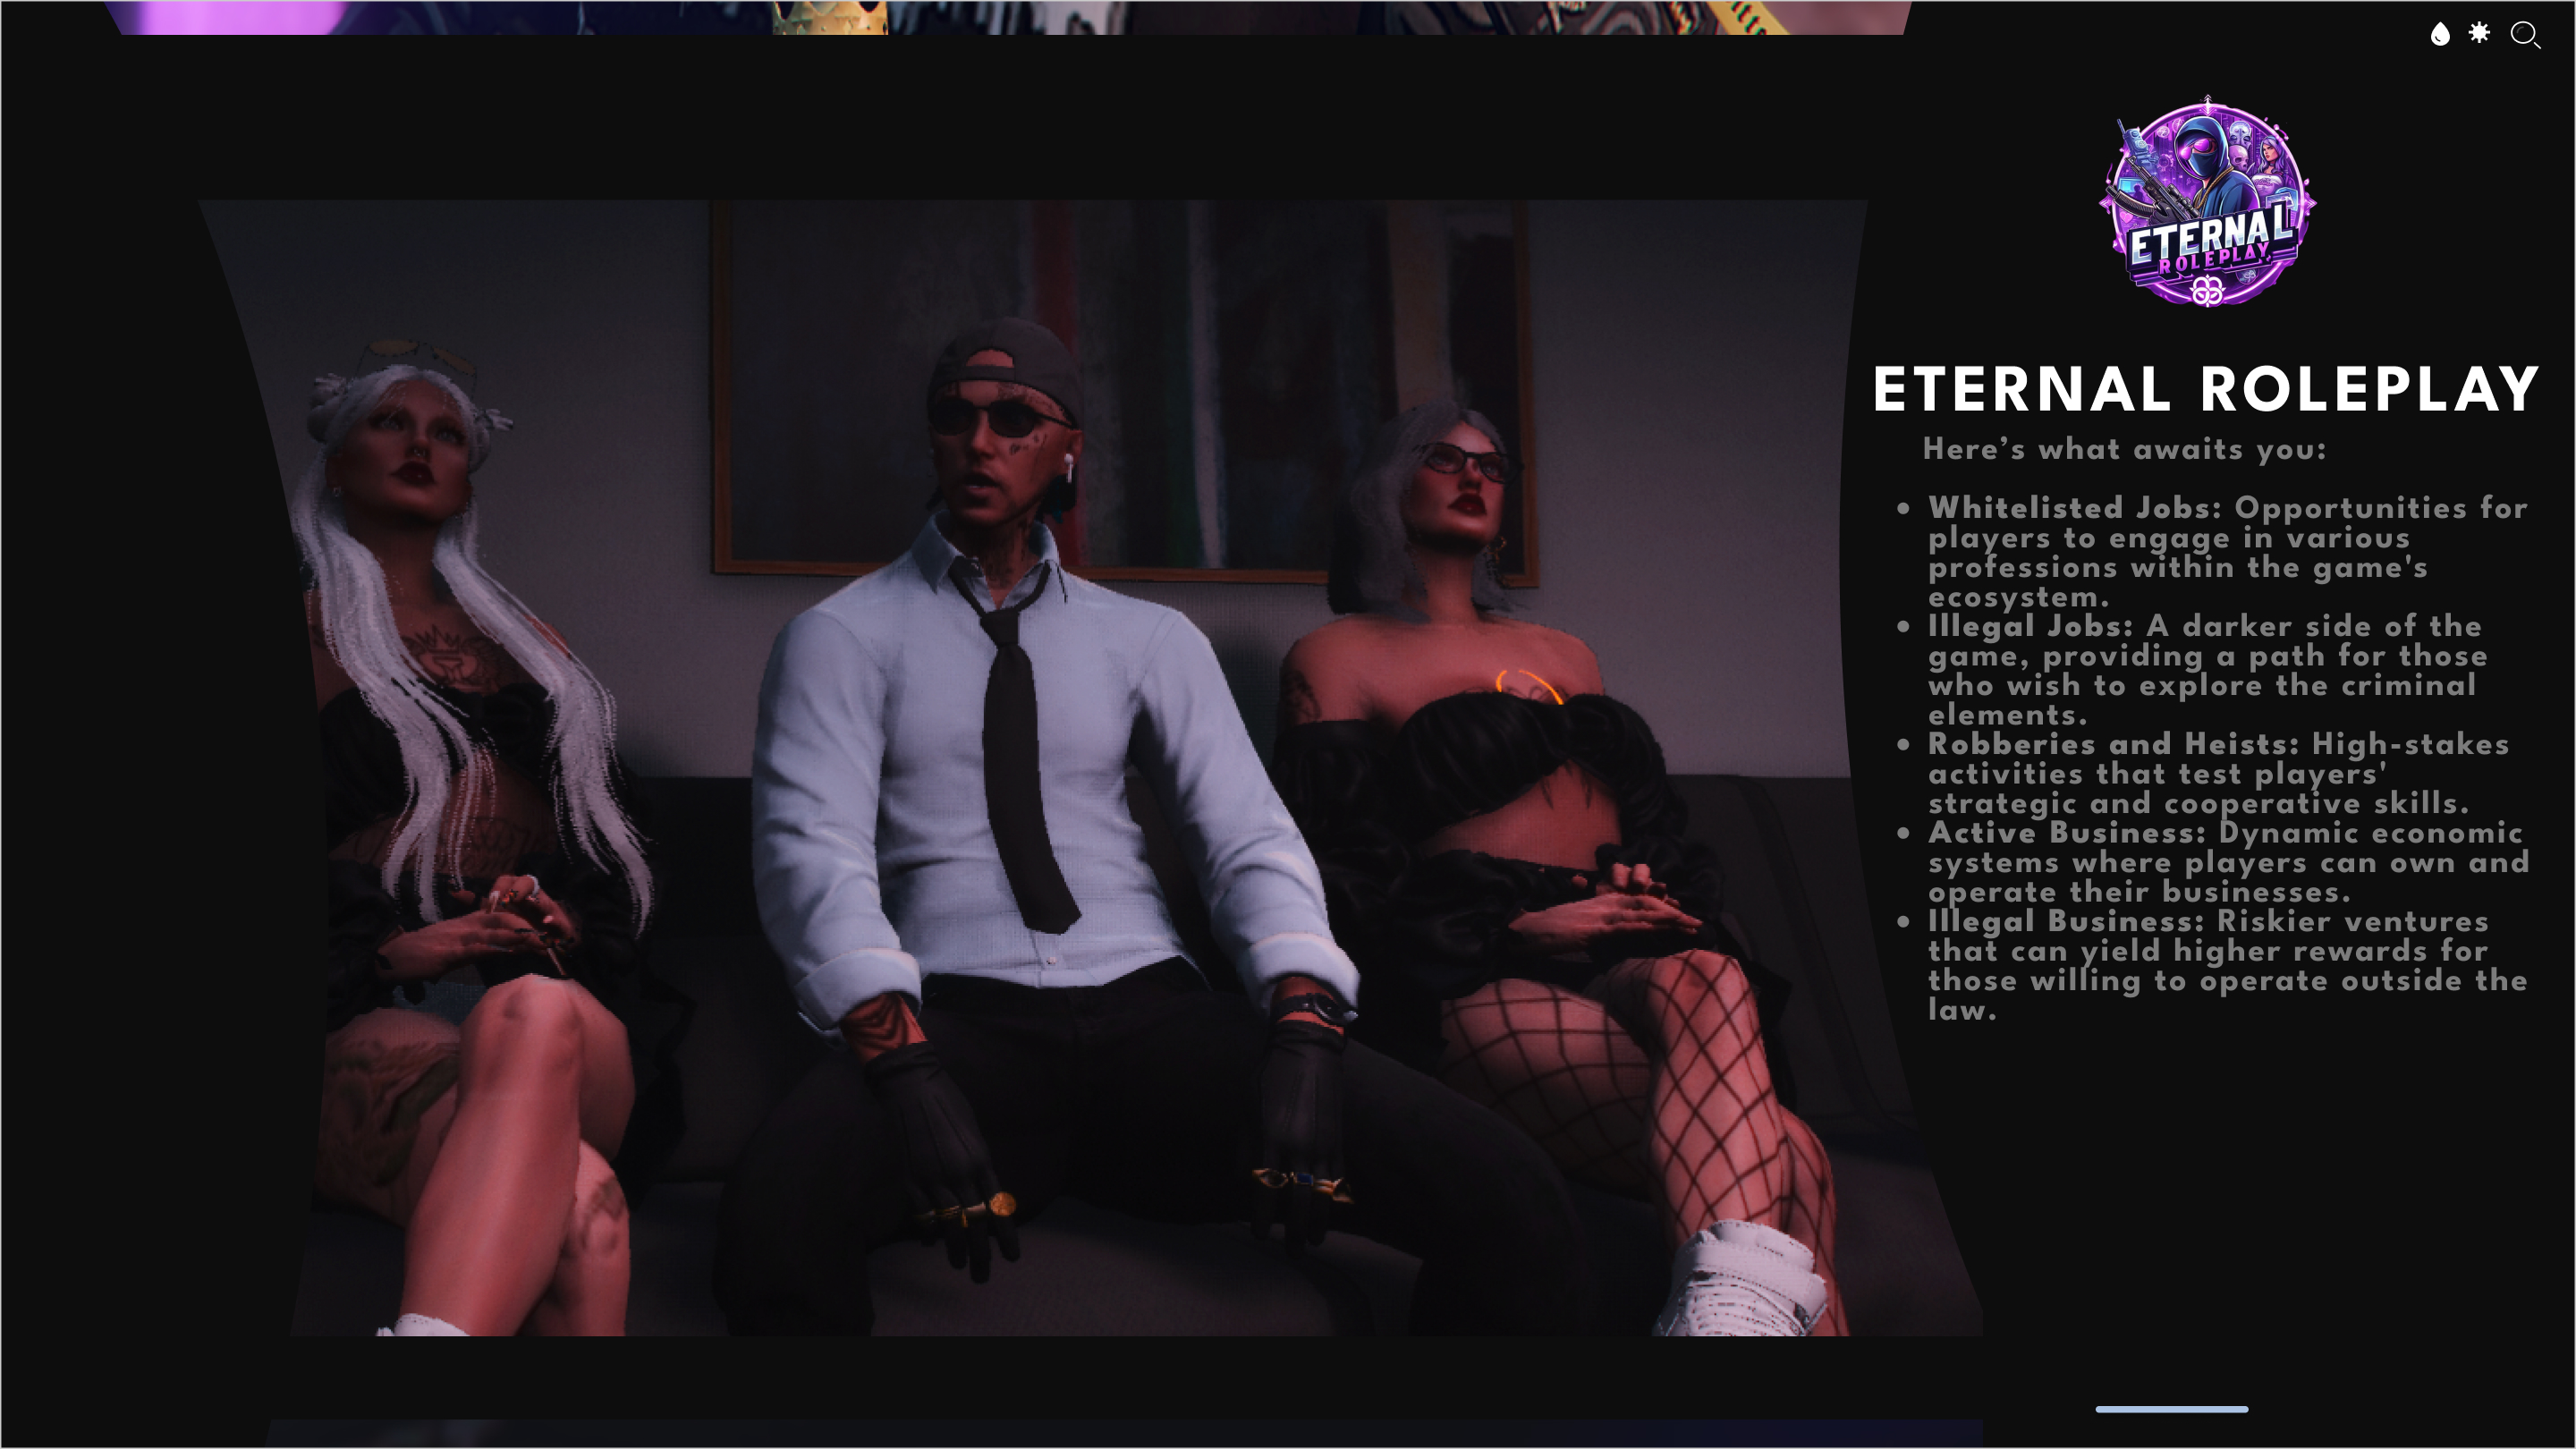 ETERNAL
ROLEPLAY
ETERNAL ROLEPLAY
Here’s what awaits you:
• Whitelisted Jobs: Opportunities for
players to engage in various
professions within the game's
ecosystem.
• Illegal Jobs: A darker side of the
game, providing a path for those
who wish to explore the criminal
elements.
• Robberies and Heists: High-stakes
activities that test players'
strategic and cooperative skills.
• Active Business: Dynamic economic
systems where players can own and
operate their businesses.
• Illegal Business: Riskier ventures
that can yield higher rewards for
those willing to operate outside the
law.